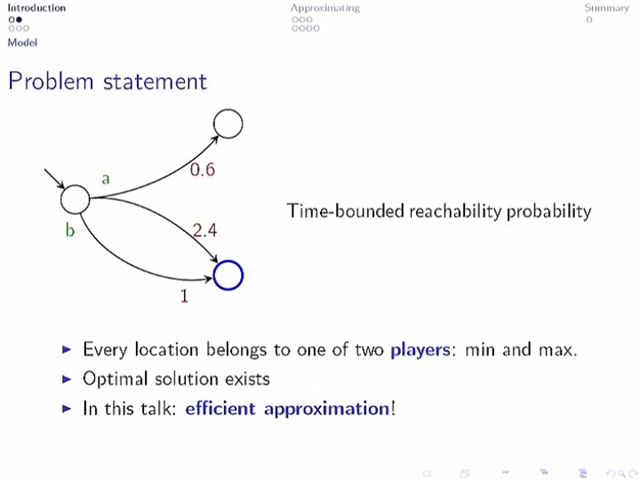 Introduction
Approximating
Summary
Model
Problem statement
a
0.6
b
2.4
Time-bounded reachability probability
1
Every location belongs to one of two players: min and max.
Optimal solution exists
In this talk: efficient approximation!